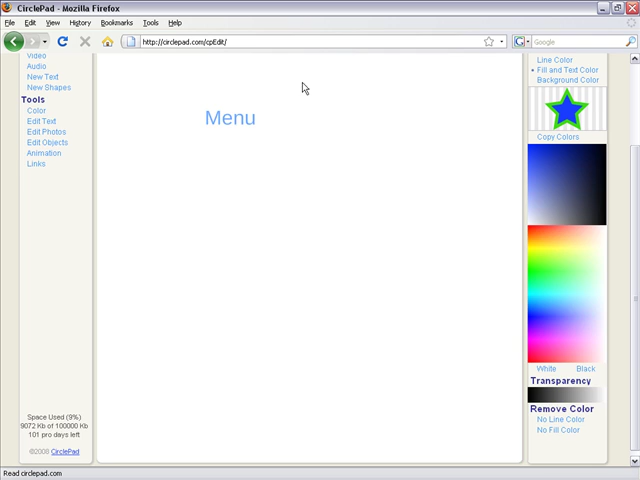 CirclePad - Mozilla Firefox
File Edit View History Bookmarks Tools Help
http://circlepad.com/cpEdit/
Google
Video
Audio
New Text
New Shapes
Tools
Color
Edit Text
Edit Photos
Edit Objects
Animation
Links
Space Used (9%)
9072 Kb of 100000 Kb
101 pro days left
©2008 CirclePad
Menu
Line Color
Fill and Text Color
Background Color
Copy Colors
White Black
Transparency
Remove Color
No Line Color
No Fill Color
Read circlepad.com